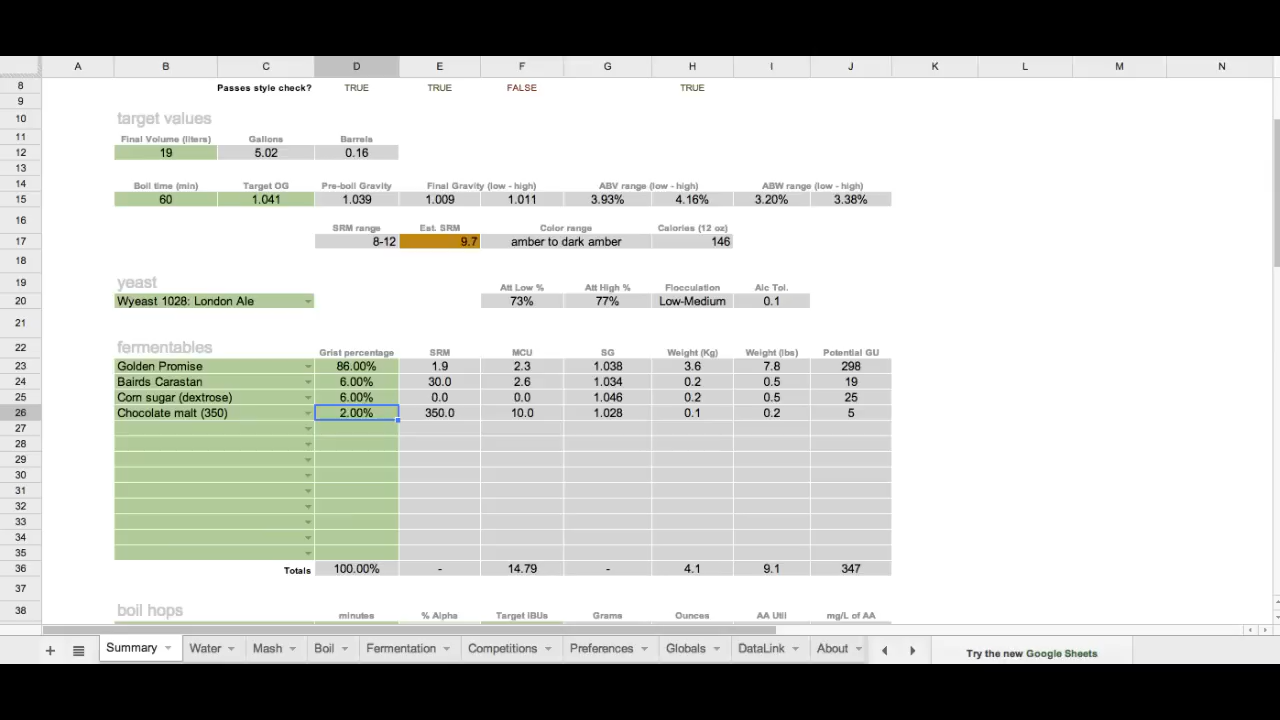 A B C D E F G H I J K L M N
8 Passes style check? TRUE TRUE FALSE TRUE
9
10 target values
11 Final Volume (liters) Gallons Barrels
12 19 5.02 0.16
13
14 Boil time (min) Target OG Pre-boil Gravity Final Gravity (low - high) ABV range (low - high) ABW range (low - high)
15 60 1.041 1.039 1.009 1.011 3.93% 4.16% 3.20% 3.38%
16 SRM range Est. SRM Color range Calories (12 oz)
17 8-12 9.7 amber to dark amber 146
18
19 yeast Att Low % Att High % Flocculation Alc Tol.
20 Wyeast 1028: London Ale 73% 77% Low-Medium 0.1
21
22 fermentables Grist percentage SRM MCU SG Weight (Kg) Weight (lbs) Potential GU
23 Golden Promise 86.00% 1.9 2.3 1.038 3.6 7.8 298
24 Bairds Carastan 6.00% 30.0 2.6 1.034 0.2 0.5 19
25 Corn sugar (dextrose) 6.00% 0.0 0.0 1.046 0.2 0.5 25
26 Chocolate malt (350) 2.00% 350.0 10.0 1.028 0.1 0.2 5
27
28
29
30
31
32
33
34
35
36 Totals 100.00% - 14.79 - 4.1 9.1 347
37
38 boil hops minutes % Alpha Target IBUs Grams Ounces AA Util mg/L of AA
+ Summary Water Mash Boil Fermentation Competitions Preferences Globals DataLink About Try the new Google Sheets